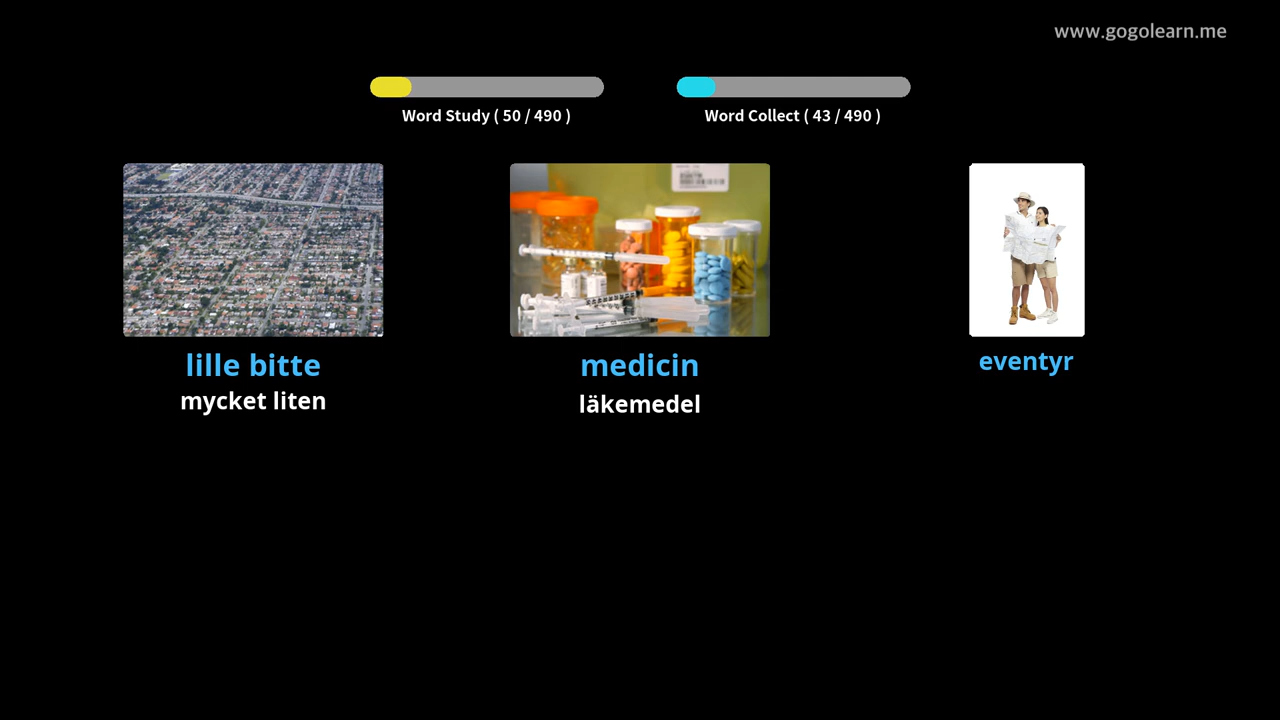 www.gogolearn.me
Word Study ( 50 / 490 )
Word Collect ( 43 / 490 )
lille bitte
mycket liten
medicin
läkemedel
eventyr